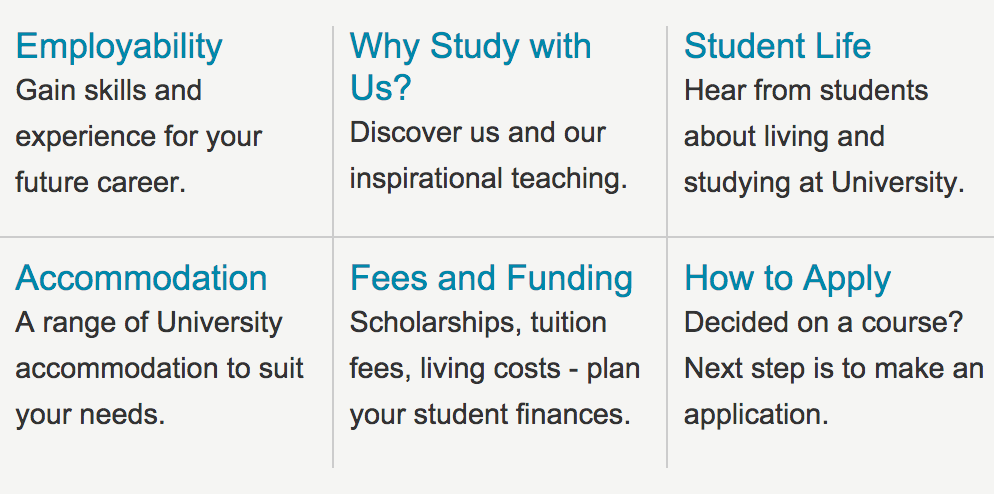 Employability
Gain skills and
experience for your
future career.
Why Study with
Us?
Discover us and our
inspirational teaching.
Student Life
Hear from students
about living and
studying at University.
Accommodation
A range of University
accommodation to suit
your needs.
Fees and Funding
Scholarships, tuition
fees, living costs - plan
your student finances.
How to Apply
Decided on a course?
Next step is to make an
application.